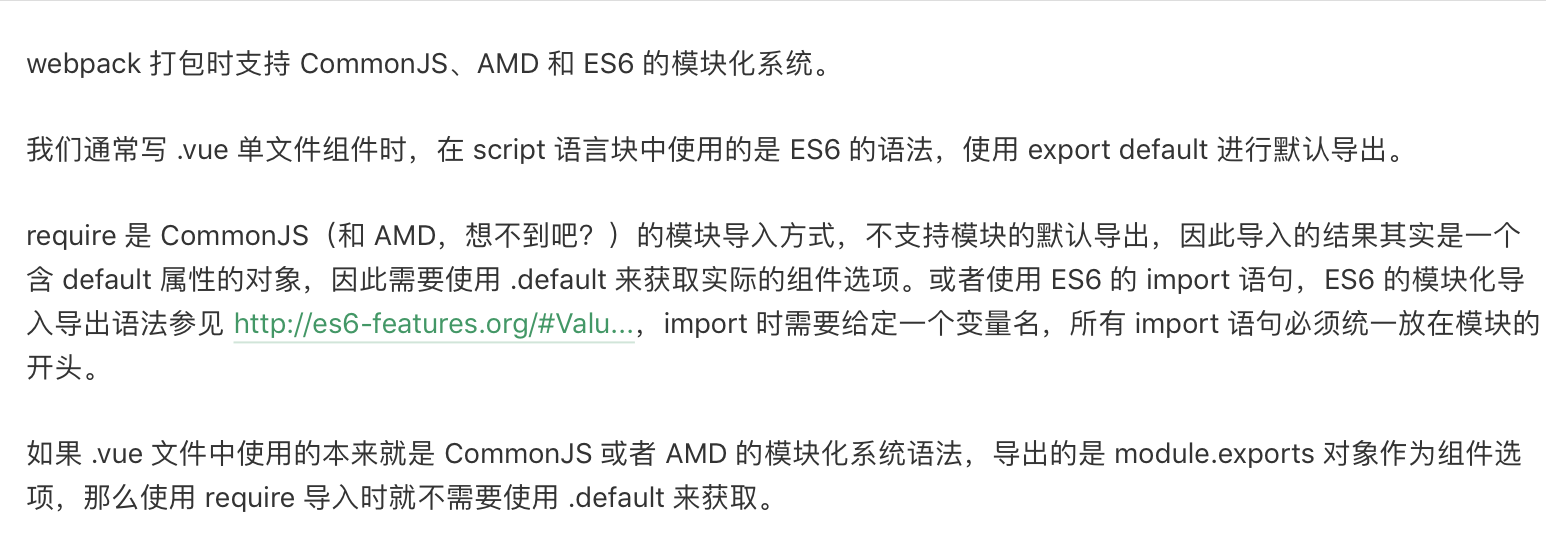 webpack 打包时支持 CommonJS、AMD 和 ES6 的模块化系统。
我们通常写 .vue 单文件组件时，在 script 语言块中使用的是 ES6 的语法，使用 export default 进行默认导出。
require 是 CommonJS（和 AMD，想不到吧？）的模块导入方式，不支持模块的默认导出，因此导入的结果其实是一个
含 default 属性的对象，因此需要使用 .default 来获取实际的组件选项。或者使用 ES6 的 import 语句，ES6 的模块化导
入导出语法参见 http://es6-features.org/#Valu...，import 时需要给定一个变量名，所有 import 语句必须统一放在模块的
开头。
如果 .vue 文件中使用的本来就是 CommonJS 或者 AMD 的模块化系统语法，导出的是 module.exports 对象作为组件选
项，那么使用 require 导入时就不需要使用 .default 来获取。